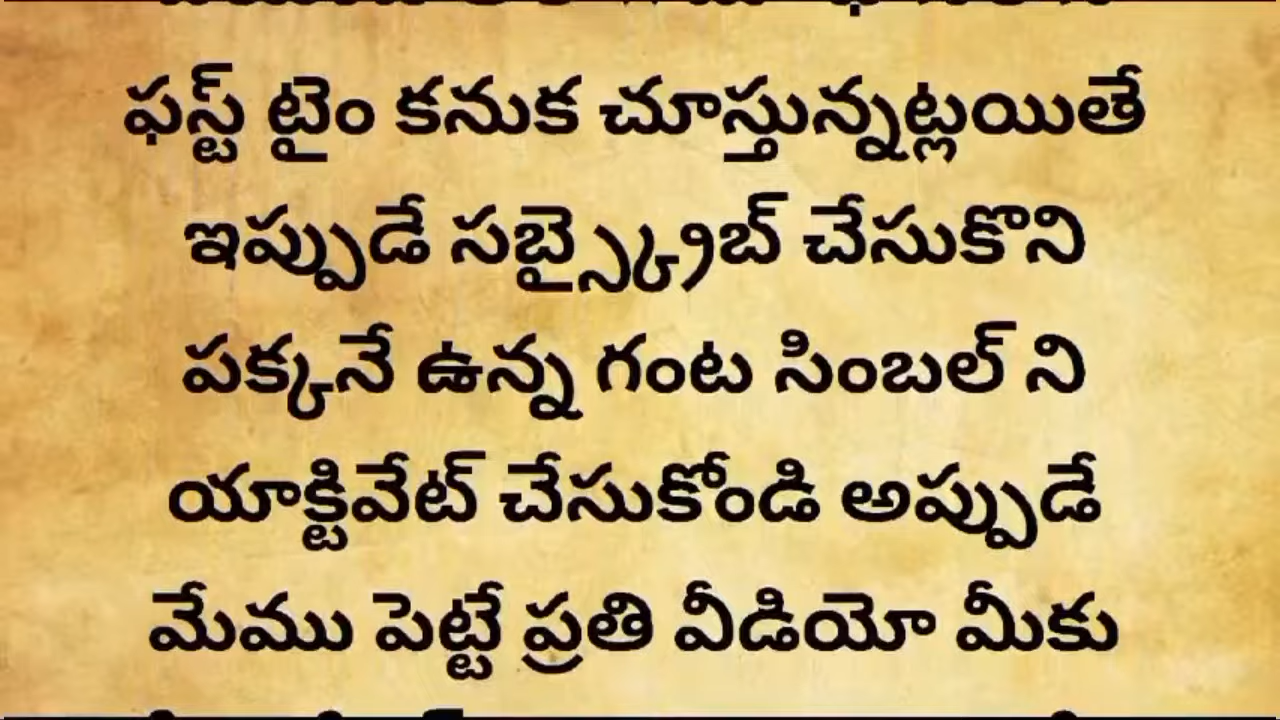 ఫస్ట్ టైం కనుక చూస్తున్నట్లయితే
ఇప్పుడే సబ్స్క్రైబ్ చేసుకొని
పక్కనే ఉన్న గంట సింబల్ ని
యాక్టివేట్ చేసుకోండి అప్పుడే
మేము పెట్టే ప్రతి వీడియో మీకు